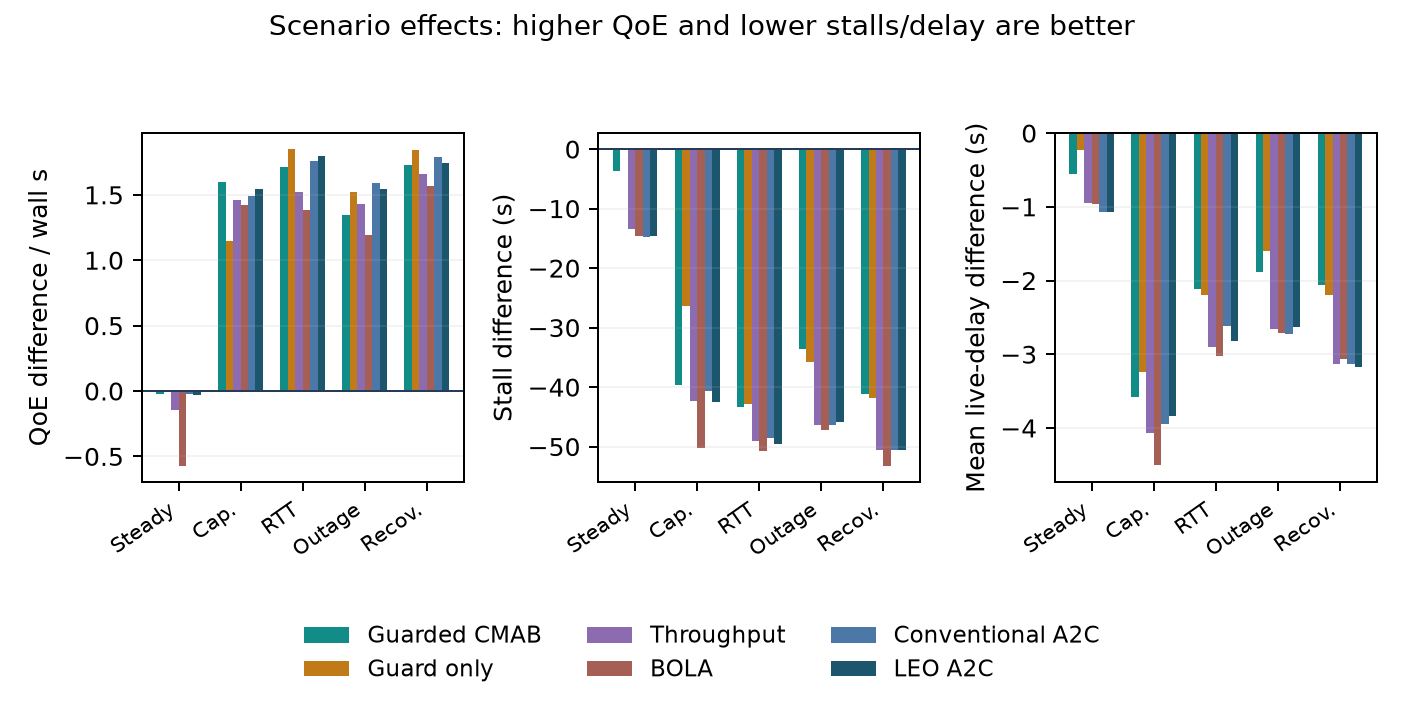 Scenario effects: higher QoE and lower stalls/delay are better
QoE difference / wall s
1.5
1.0
0.5
0.0
−0.5
Steady
Cap.
RTT
Outage
Recov.
Stall difference (s)
0
−10
−20
−30
−40
−50
Steady
Cap.
RTT
Outage
Recov.
Mean live-delay difference (s)
0
−1
−2
−3
−4
Steady
Cap.
RTT
Outage
Recov.
Guarded CMAB
Guard only
Throughput
BOLA
Conventional A2C
LEO A2C